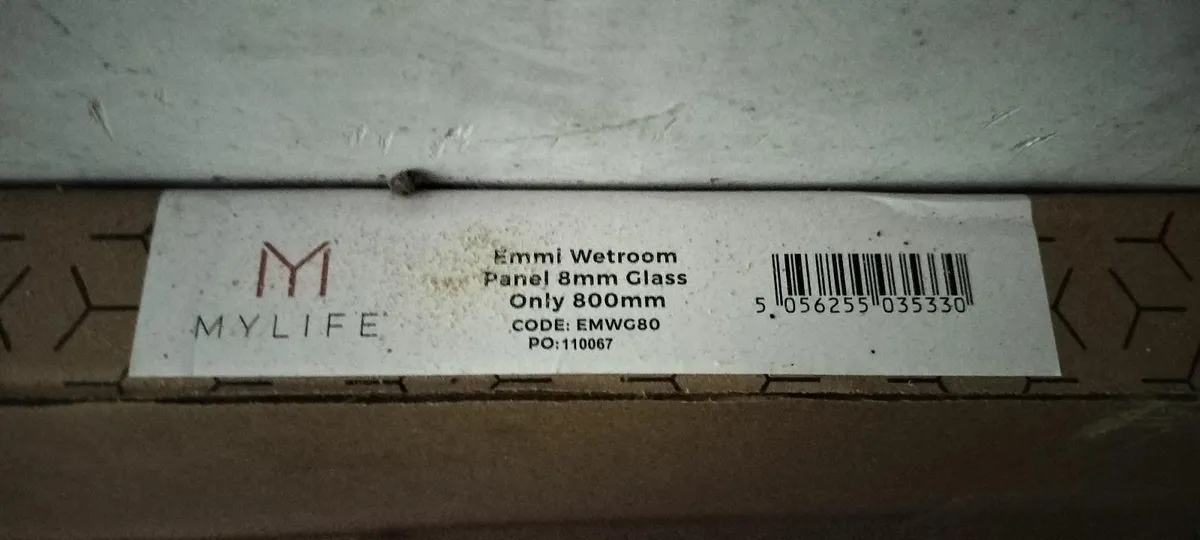 MYLIFE
Emmi Wetroom
Panel 8mm Glass
Only 800mm
CODE: EMWG80
PO:110067
5 056255 035330